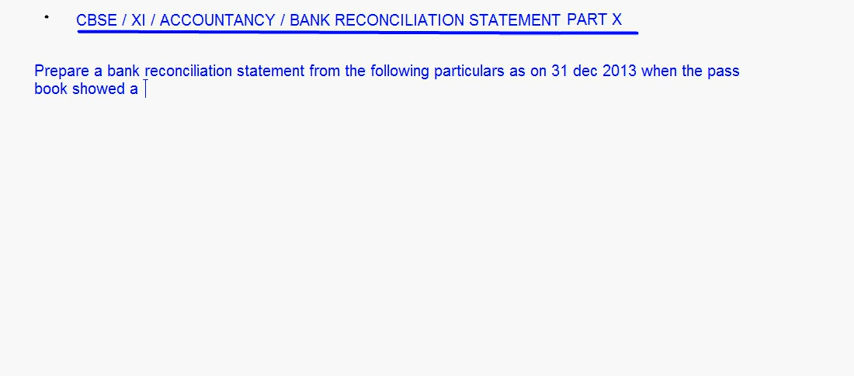 CBSE / XI / ACCOUNTANCY / BANK RECONCILIATION STATEMENT PART X
Prepare a bank reconciliation statement from the following particulars as on 31 dec 2013 when the pass
book showed a